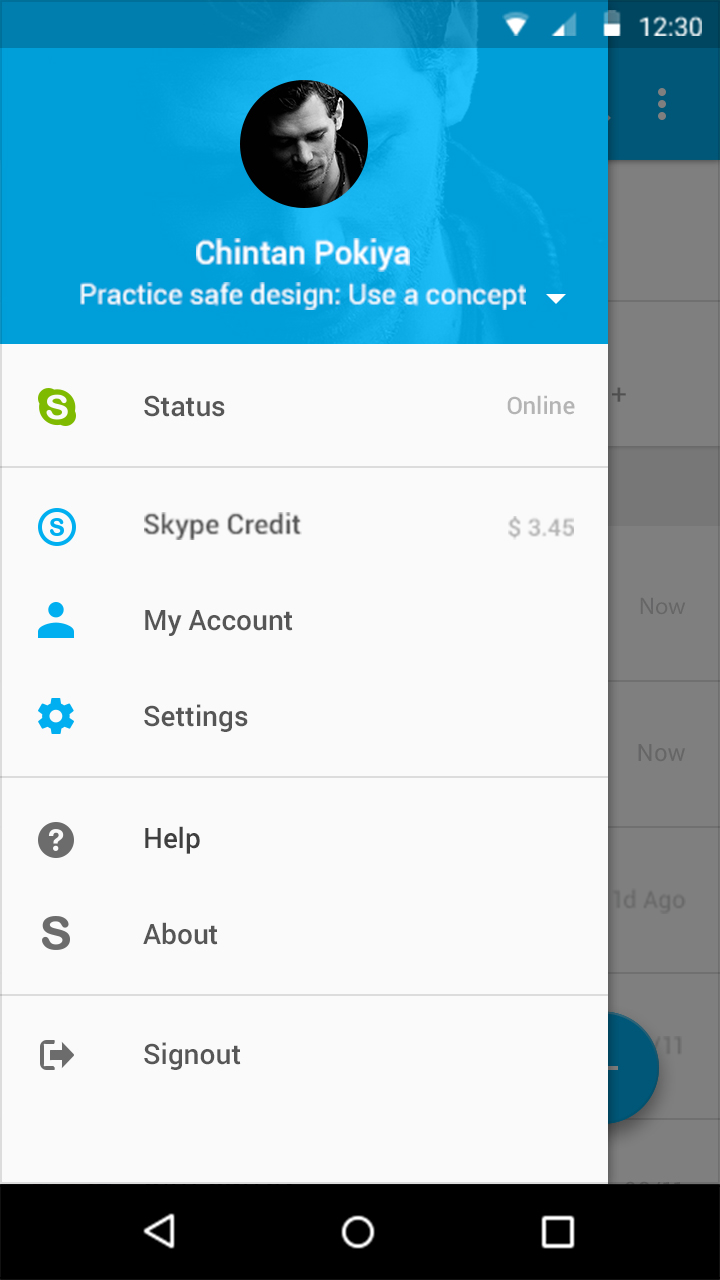 12:30
Chintan Pokiya
Practice safe design: Use a concept
S Status Online
+
S Skype Credit $ 3.45
Now
My Account
Settings
Now
? Help
1d Ago
S About
/11
Signout